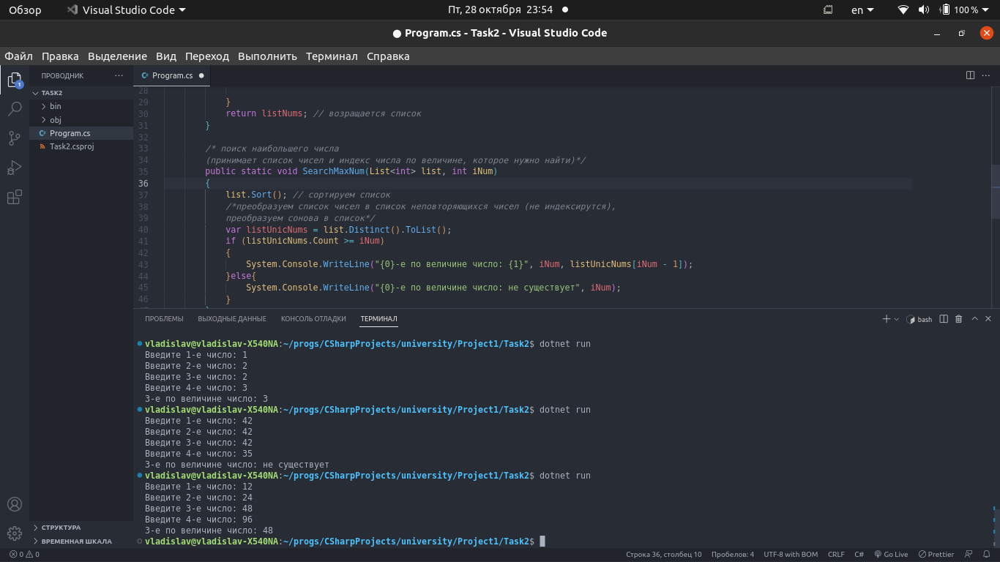 Обзор
Visual Studio Code
Пт, 28 октября 23:54
en
100 %
Program.cs - Task2 - Visual Studio Code
Файл Правка Выделение Вид Переход Выполнить Терминал Справка
ПРОВОДНИК
TASK2
bin
obj
C# Program.cs
Task2.csproj
СТРУКТУРА
ВРЕМЕННАЯ ШКАЛА
1
C# Program.cs
28
29 }
30 return listNums; // возращается список
31 }
32
33 /* поиск наибольшего числа
34 (принимает список чисел и индекс числа по величине, которое нужно найти)*/
35 public static void SearchMaxNum(List<int> list, int iNum)
36 {
37 list.Sort(); // сортируем список
38 /*преобразуем список чисел в список неповторяющихся чисел (не индексирутся),
39 преобразуем сонова в список*/
40 var listUnicNums = list.Distinct().ToList();
41 if (listUnicNums.Count >= iNum)
42 {
43 System.Console.WriteLine("{0}-е по величине число: {1}", iNum, listUnicNums[iNum - 1]);
44 }else{
45 System.Console.WriteLine("{0}-е по величине число: не существует", iNum);
46 }
ПРОБЛЕМЫ ВЫХОДНЫЕ ДАННЫЕ КОНСОЛЬ ОТЛАДКИ ТЕРМИНАЛ
bash
vladislav@vladislav-X540NA:~/progs/CSharpProjects/university/Project1/Task2$ dotnet run
Введите 1-е число: 1
Введите 2-е число: 2
Введите 3-е число: 2
Введите 4-е число: 3
3-е по величине число: 3
vladislav@vladislav-X540NA:~/progs/CSharpProjects/university/Project1/Task2$ dotnet run
Введите 1-е число: 42
Введите 2-е число: 42
Введите 3-е число: 42
Введите 4-е число: 35
3-е по величине число: не существует
vladislav@vladislav-X540NA:~/progs/CSharpProjects/university/Project1/Task2$ dotnet run
Введите 1-е число: 12
Введите 2-е число: 24
Введите 3-е число: 48
Введите 4-е число: 96
3-е по величине число: 48
vladislav@vladislav-X540NA:~/progs/CSharpProjects/university/Project1/Task2$
0 0
Строка 36, столбец 10 Пробелов: 4 UTF-8 with BOM CRLF C# Go Live Prettier